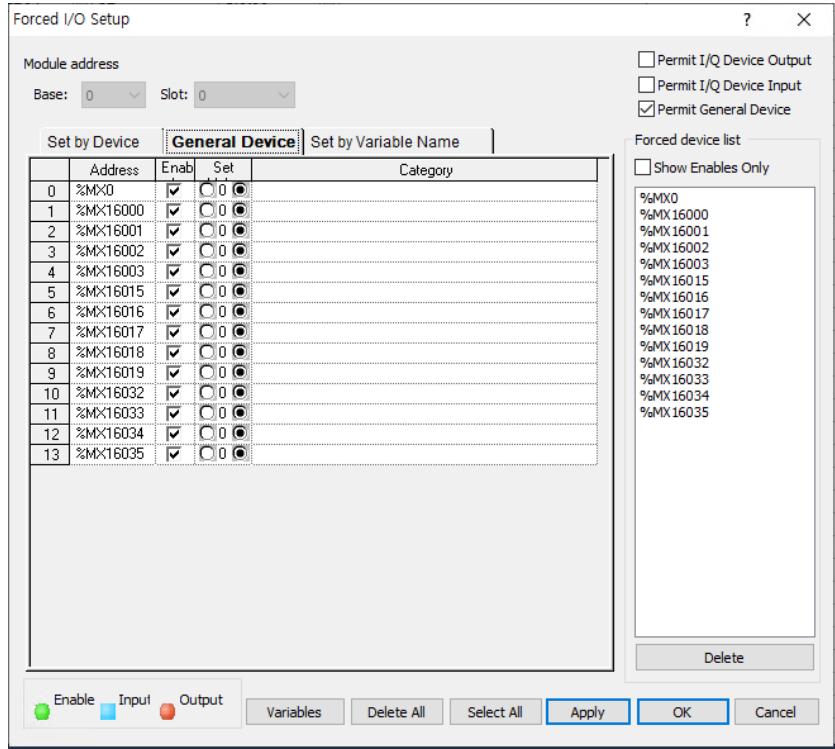 Forced I/O Setup ? ×
Module address
Base: 0 Slot: 0
Permit I/Q Device Output
Permit I/Q Device Input
Permit General Device
Set by Device General Device Set by Variable Name
Address Enab Set Category
0 %MX0 0
1 %MX16000 0
2 %MX16001 0
3 %MX16002 0
4 %MX16003 0
5 %MX16015 0
6 %MX16016 0
7 %MX16017 0
8 %MX16018 0
9 %MX16019 0
10 %MX16032 0
11 %MX16033 0
12 %MX16034 0
13 %MX16035 0
Forced device list
Show Enables Only
%MX0
%MX16000
%MX16001
%MX16002
%MX16003
%MX16015
%MX16016
%MX16017
%MX16018
%MX16019
%MX16032
%MX16033
%MX16034
%MX16035
Delete
Enable Input Output
Variables Delete All Select All Apply OK Cancel